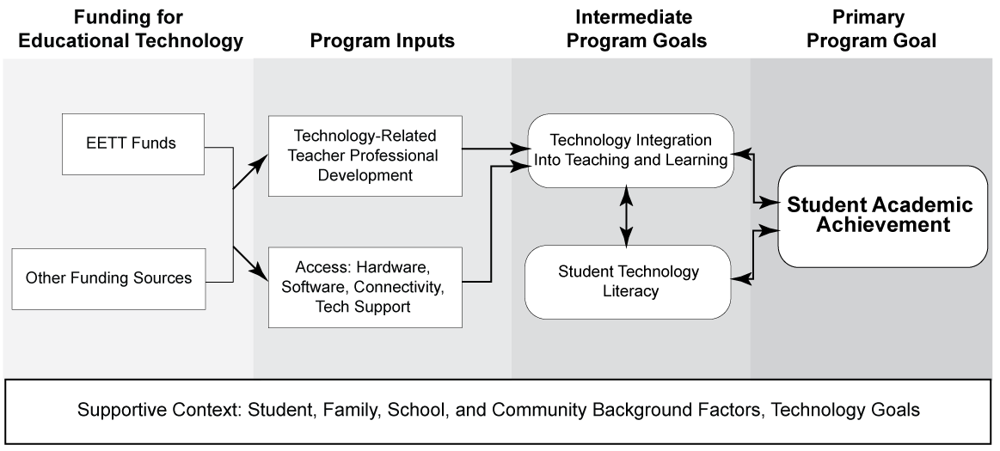 Funding for
Educational Technology
Program Inputs
Intermediate
Program Goals
Primary
Program Goal
EETT Funds
Other Funding Sources
Technology-Related
Teacher Professional
Development
Access: Hardware,
Software, Connectivity,
Tech Support
Technology Integration
Into Teaching and Learning
Student Technology
Literacy
Student Academic
Achievement
Supportive Context: Student, Family, School, and Community Background Factors, Technology Goals